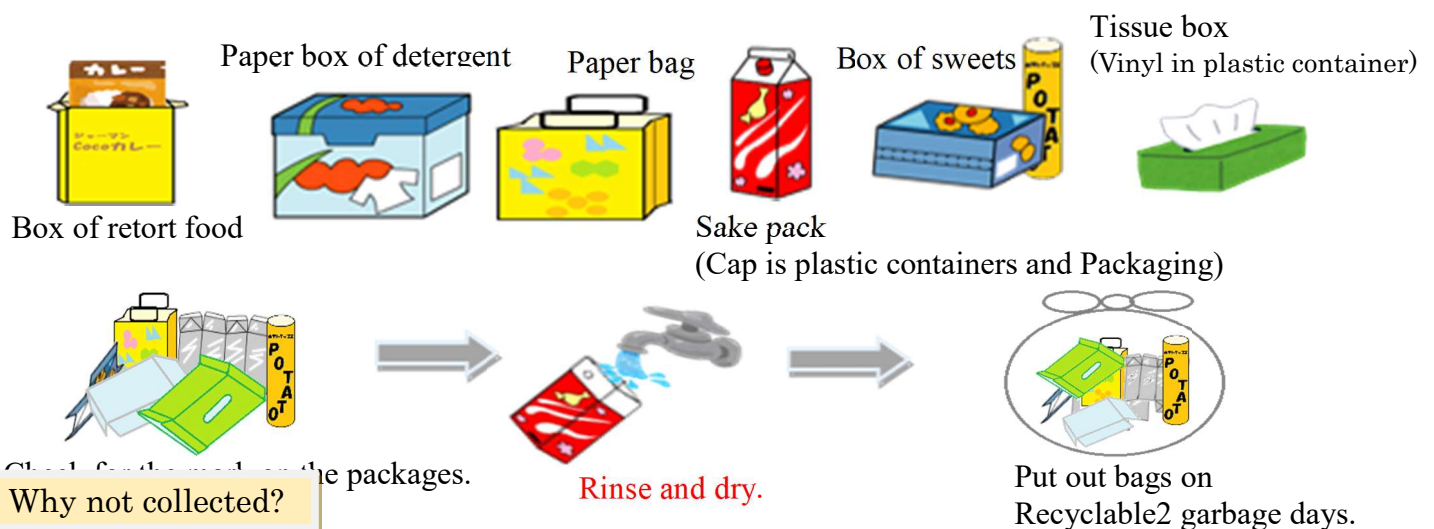 Tissue box
(Vinyl in plastic container)
Paper box of detergent
Paper bag
Box of sweets
カレー
Cocoカレー
POTATO
Box of retort food
Sake pack
(Cap is plastic containers and Packaging)
POTATO
POTATO
the packages.
Rinse and dry.
Put out bags on
Recyclable2 garbage days.
Why not collected?